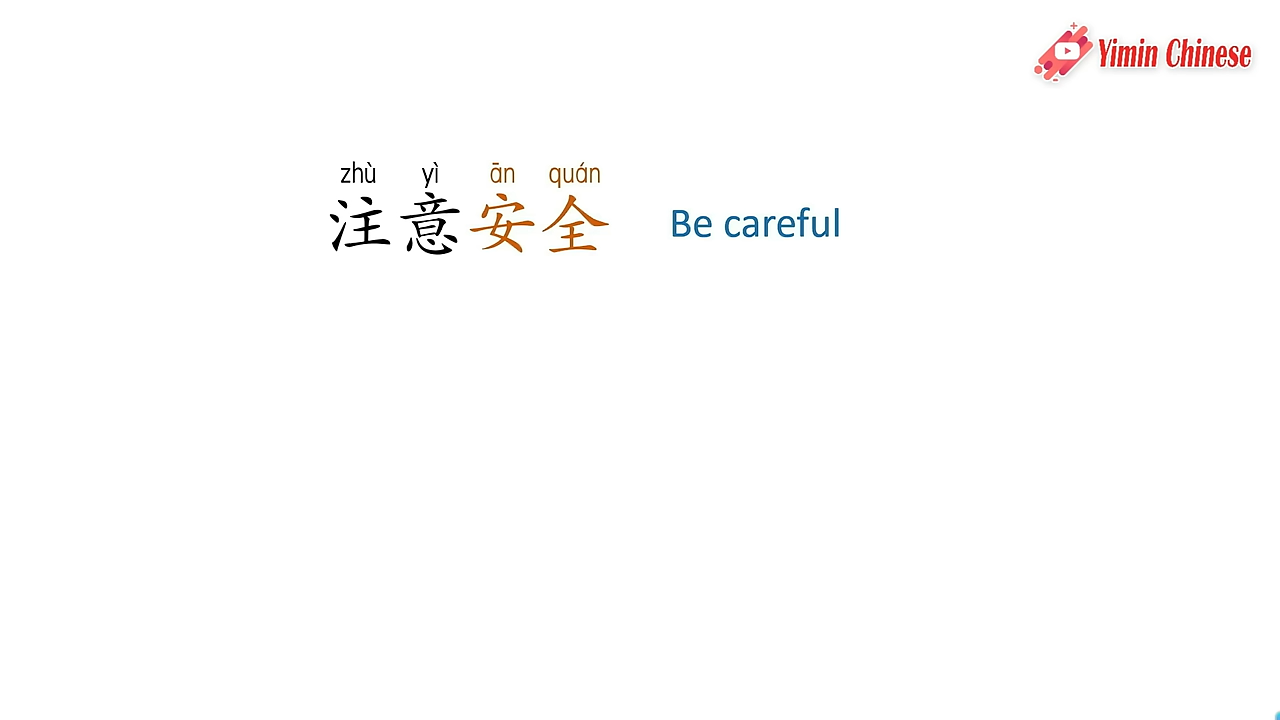 Yimin Chinese
zhù yì ān quán
注意安全 Be careful